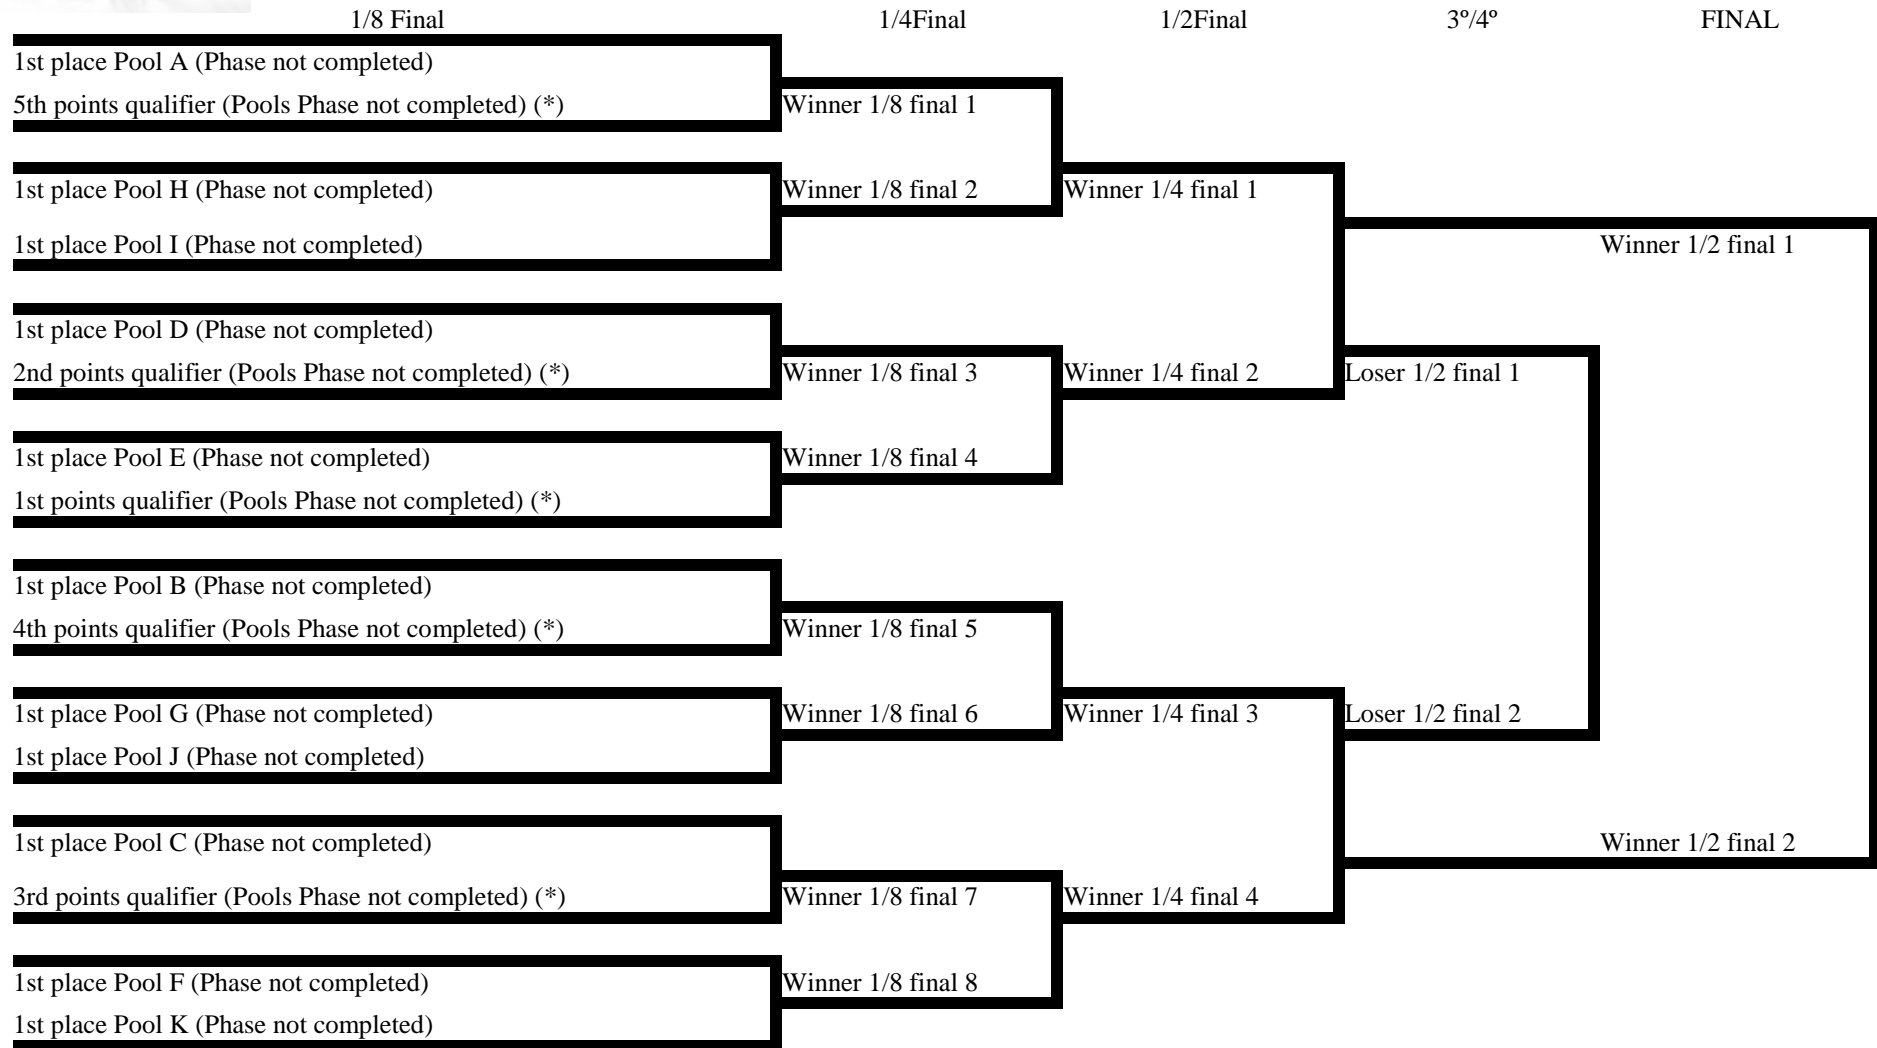 1/8 Final 1/4Final 1/2Final 3º/4º FINAL
1st place Pool A (Phase not completed)
5th points qualifier (Pools Phase not completed) (*) Winner 1/8 final 1
1st place Pool H (Phase not completed) Winner 1/8 final 2 Winner 1/4 final 1
1st place Pool I (Phase not completed) Winner 1/2 final 1
1st place Pool D (Phase not completed)
2nd points qualifier (Pools Phase not completed) (*) Winner 1/8 final 3 Winner 1/4 final 2 Loser 1/2 final 1
1st place Pool E (Phase not completed) Winner 1/8 final 4
1st points qualifier (Pools Phase not completed) (*)
1st place Pool B (Phase not completed)
4th points qualifier (Pools Phase not completed) (*) Winner 1/8 final 5
1st place Pool G (Phase not completed) Winner 1/8 final 6 Winner 1/4 final 3 Loser 1/2 final 2
1st place Pool J (Phase not completed)
1st place Pool C (Phase not completed) Winner 1/2 final 2
3rd points qualifier (Pools Phase not completed) (*) Winner 1/8 final 7 Winner 1/4 final 4
1st place Pool F (Phase not completed) Winner 1/8 final 8
1st place Pool K (Phase not completed)